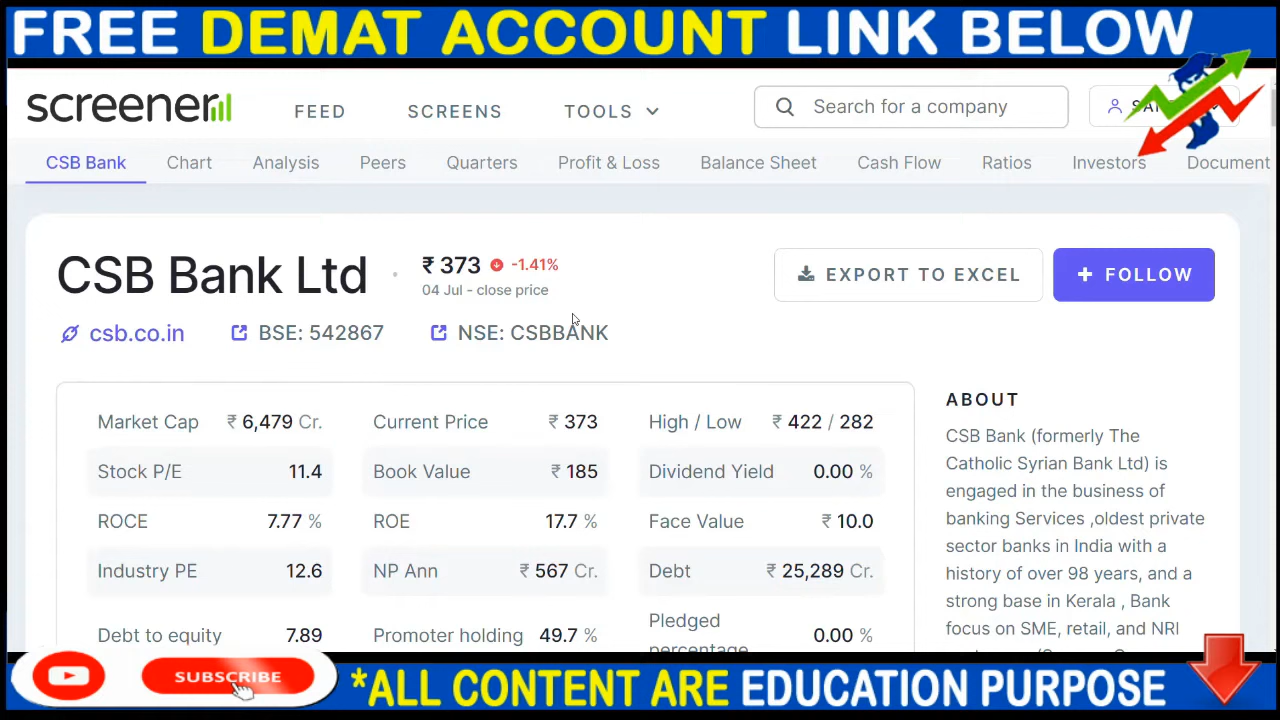 FREE DEMAT ACCOUNT LINK BELOW
screener
FEED SCREENS TOOLS
Search for a company
CSB Bank Chart Analysis Peers Quarters Profit & Loss Balance Sheet Cash Flow Ratios Investors Document
CSB Bank Ltd
₹ 373 -1.41%
04 Jul - close price
EXPORT TO EXCEL
+ FOLLOW
csb.co.in BSE: 542867 NSE: CSBBANK
Market Cap ₹ 6,479 Cr. Current Price ₹ 373 High / Low ₹ 422 / 282
Stock P/E 11.4 Book Value ₹ 185 Dividend Yield 0.00 %
ROCE 7.77 % ROE 17.7 % Face Value ₹ 10.0
Industry PE 12.6 NP Ann ₹ 567 Cr. Debt ₹ 25,289 Cr.
Debt to equity 7.89 Promoter holding 49.7 % Pledged percentage 0.00 %
ABOUT
CSB Bank (formerly The
Catholic Syrian Bank Ltd) is
engaged in the business of
banking Services ,oldest private
sector banks in India with a
history of over 98 years, and a
strong base in Kerala , Bank
focus on SME, retail, and NRI
SUBSCRIBE
*ALL CONTENT ARE EDUCATION PURPOSE